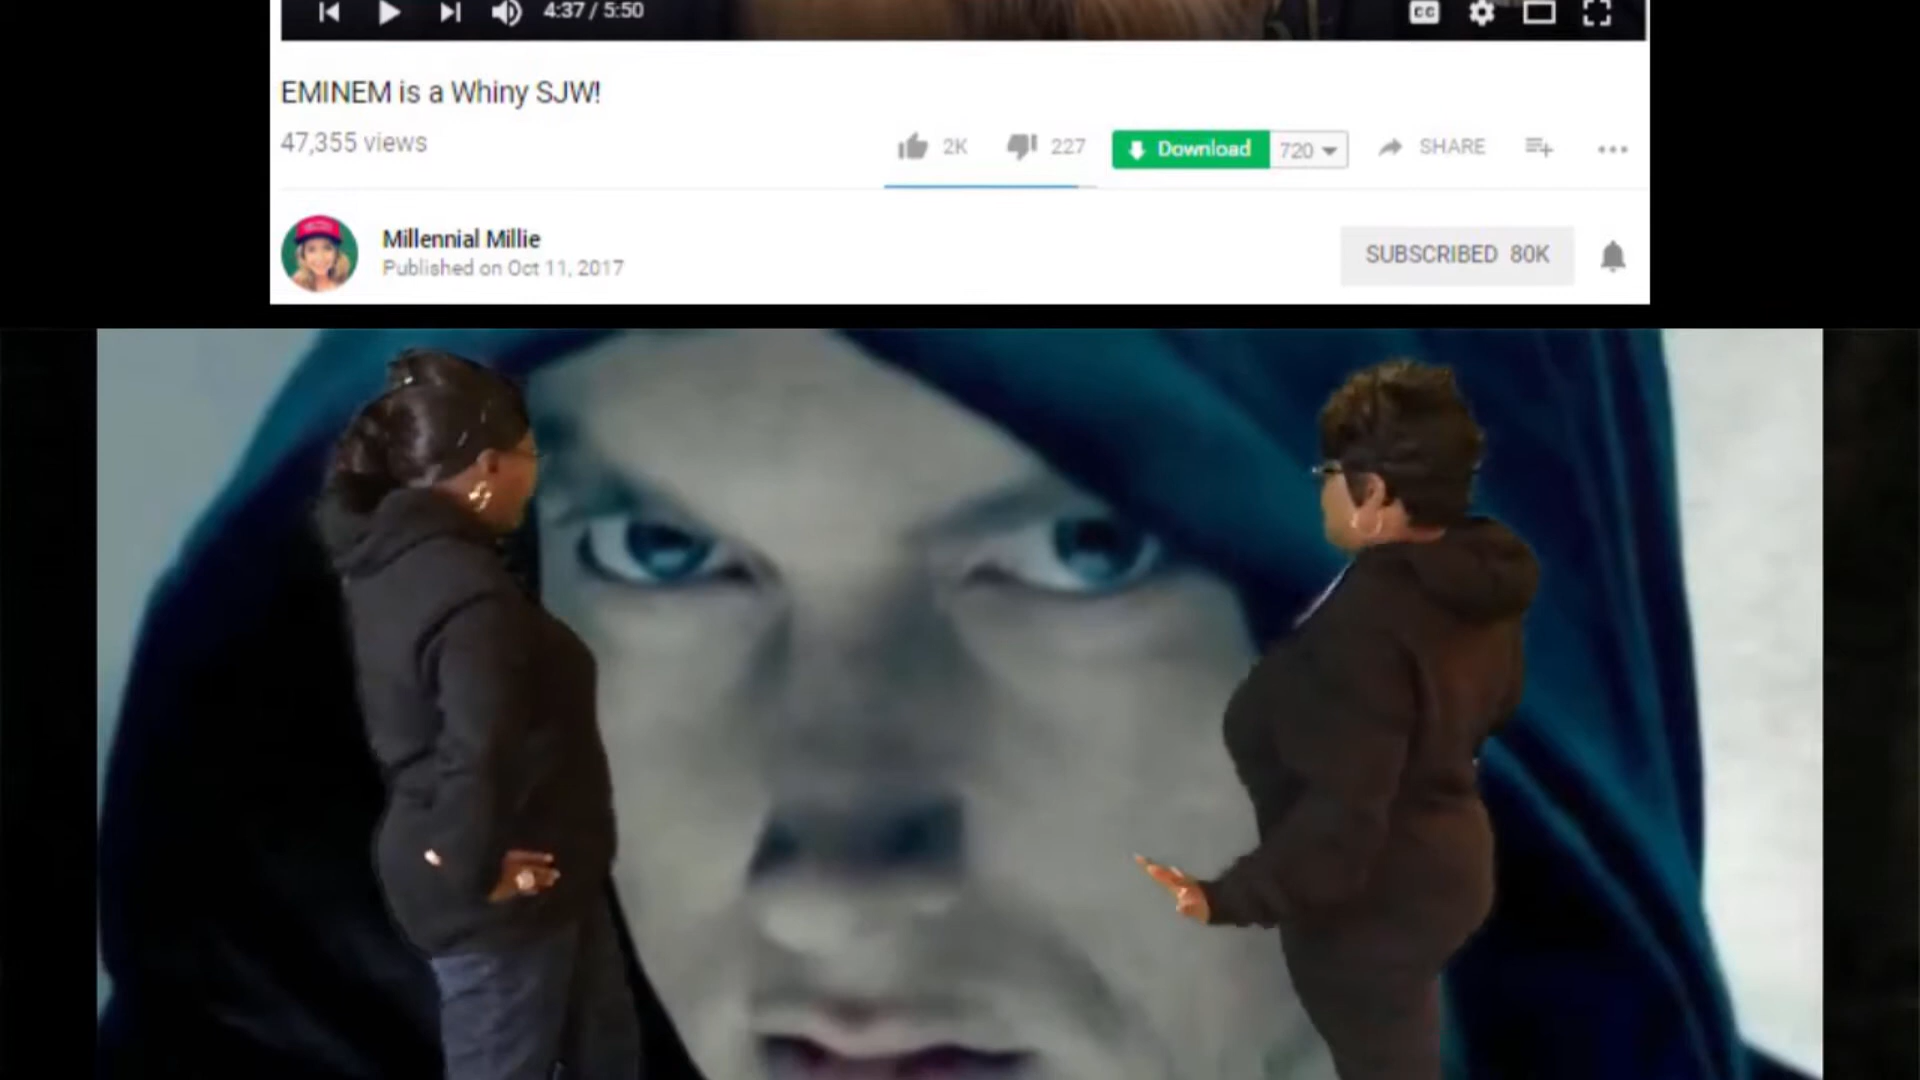 4:37 / 5:50
CC
EMINEM is a Whiny SJW!
47,355 views
2K 227 Download 720 SHARE
Millennial Millie
Published on Oct 11, 2017
SUBSCRIBED 80K